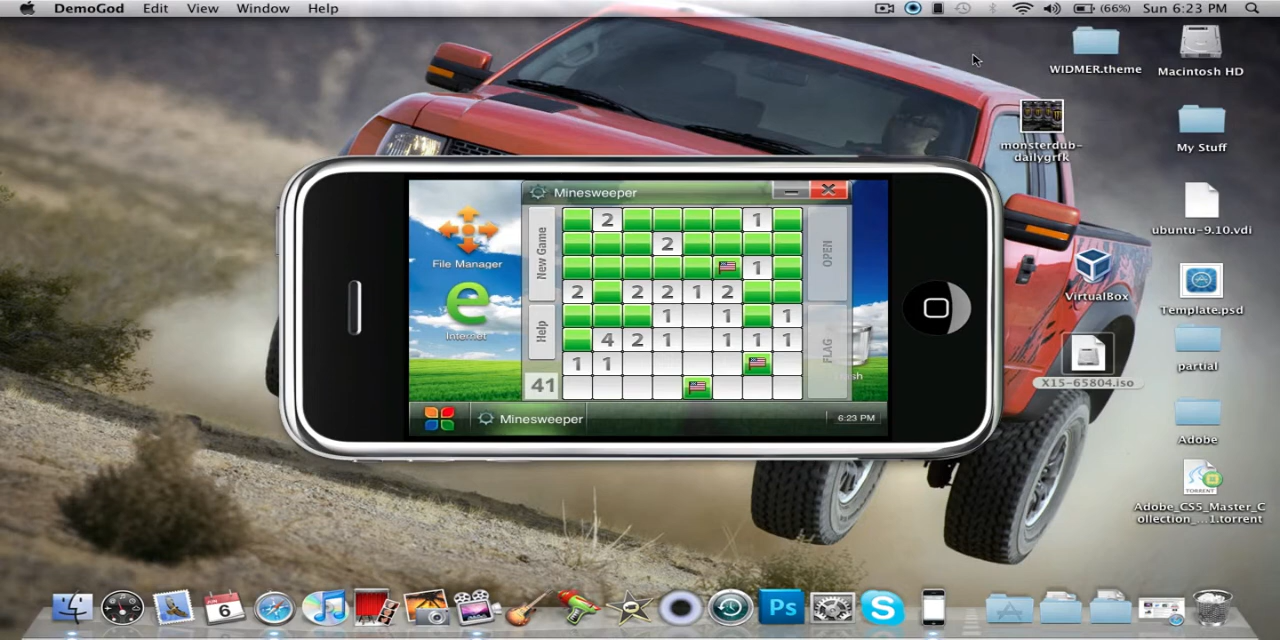 DemoGod Edit View Window Help
(66%) Sun 6:23 PM
WIDMER.theme
Macintosh HD
monsterdub-
dailygrfk
My Stuff
ubuntu-9.10.vdi
VirtualBox
Template.psd
X15-65804.iso
partial
Adobe
TORRENT
Adobe_CS5_Master_C
ollection_...1.torrent
Minesweeper
File Manager
Internet
New Game
Help
41
OPEN
FLAG
2 1
2
1
2 2 2 1 2
1 1 1
4 2 1 1 1 1
1 1
Minesweeper
6:23 PM
6
Ps
S